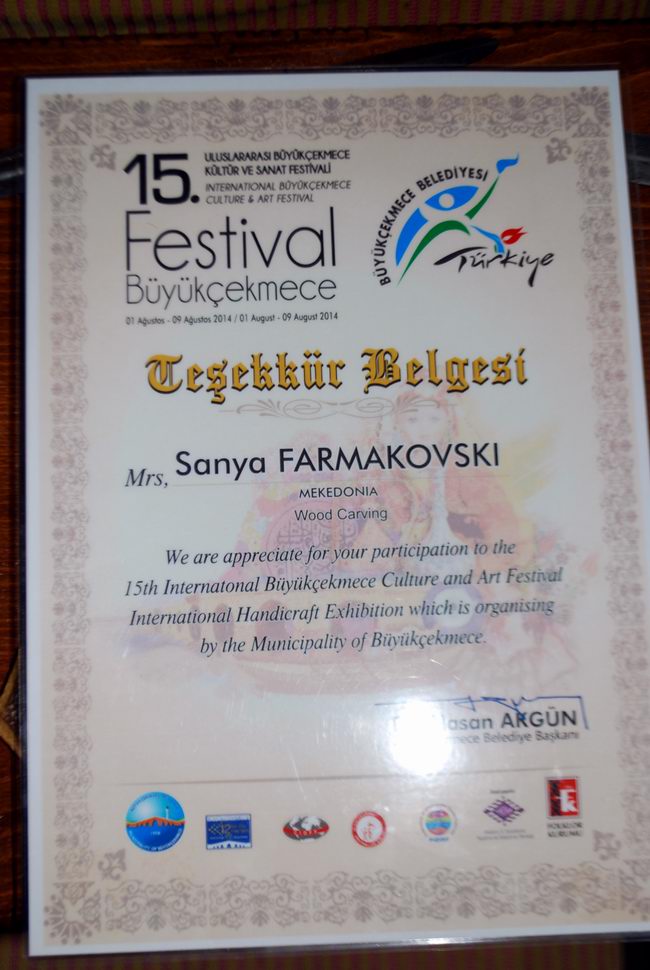 15.
ULUSLARARASI BÜYÜKÇEKMECE
KÜLTÜR VE SANAT FESTİVALİ
INTERNATIONAL BÜYÜKÇEKMECE
CULTURE & ART FESTIVAL
Festival
Büyükçekmece
01 Ağustos - 09 Ağustos 2014 / 01 August - 09 August 2014
BÜYÜKÇEKMECE BELEDİYESİ
Türkiye
Teşekkür Belgesi
Mrs, Sanya FARMAKOVSKI
MEKEDONIA
Wood Carving
We are appreciate for your participation to the
15th Internatonal Büyükçekmece Culture and Art Festival
International Handicraft Exhibition which is organising
by the Municipality of Büyükçekmece.
AKGÜN
Belediye Başkanı
FOLKLOR
KURUMU